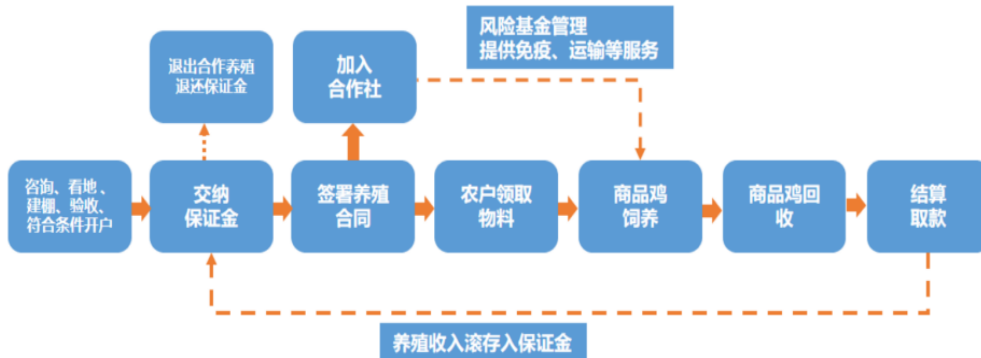 风险基金管理
提供免疫、运输等服务
退出合作养殖
退还保证金
加入
合作社
咨询、看地、
建棚、验收、
符合条件开户
交纳
保证金
签署养殖
合同
农户领取
物料
商品鸡
饲养
商品鸡回
收
结算
取款
养殖收入滚存入保证金